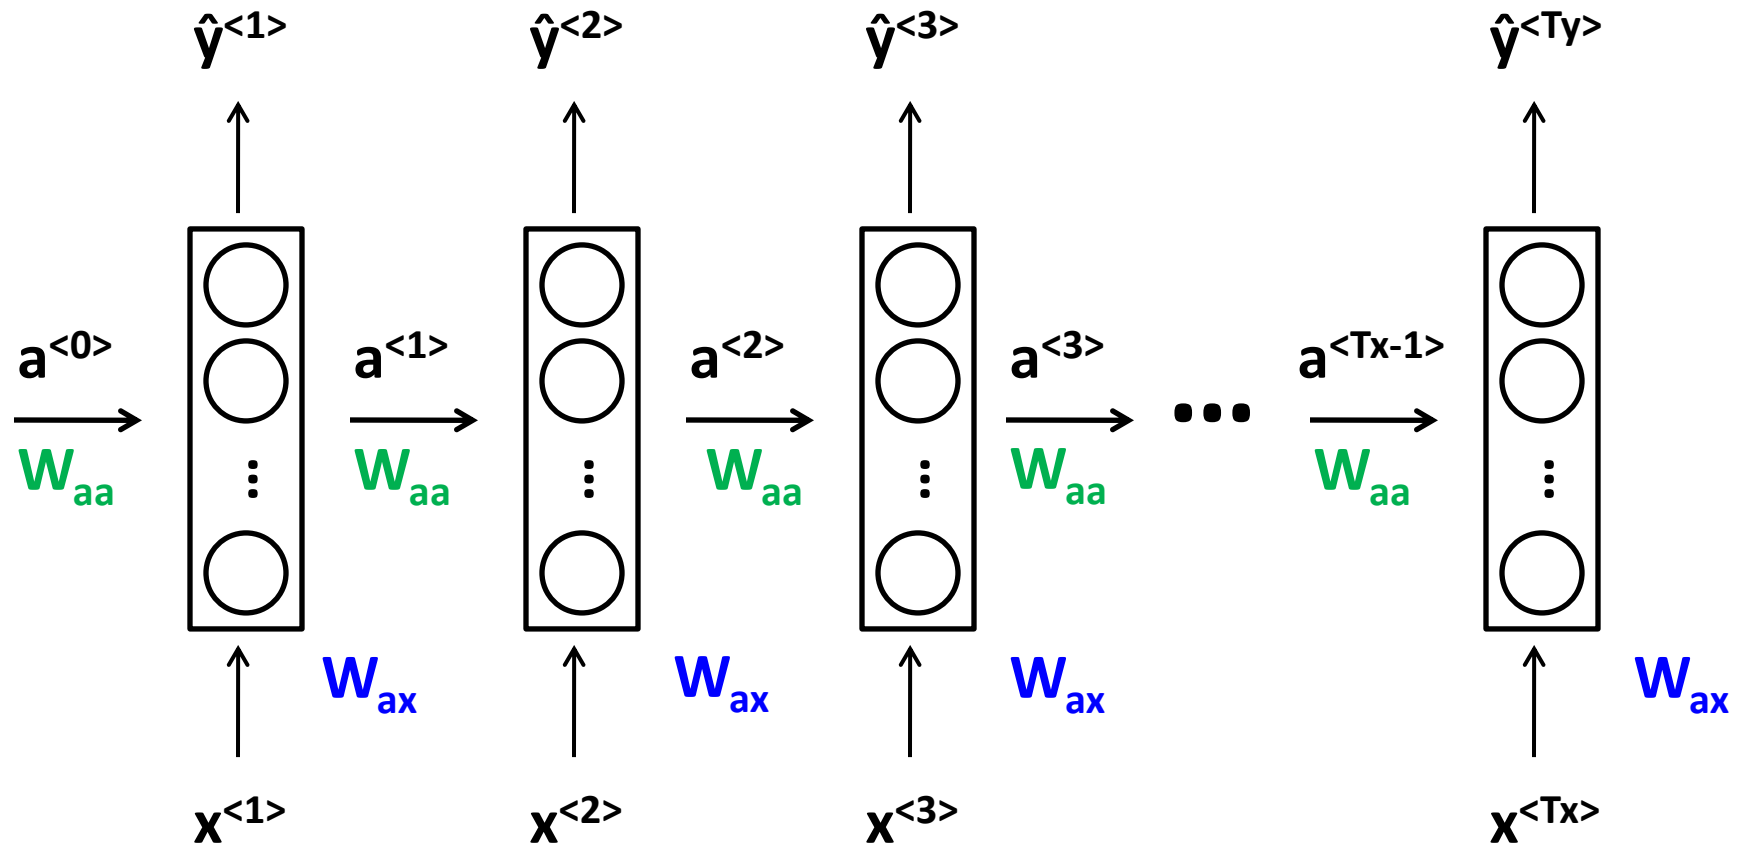 ŷ<1> ŷ<2> ŷ<3> ŷ<Ty>
a<0> a<1> a<2> a<3> ... a<Tx-1>
Waa Waa Waa Waa Waa
Wax Wax Wax Wax
x<1> x<2> x<3> x<Tx>